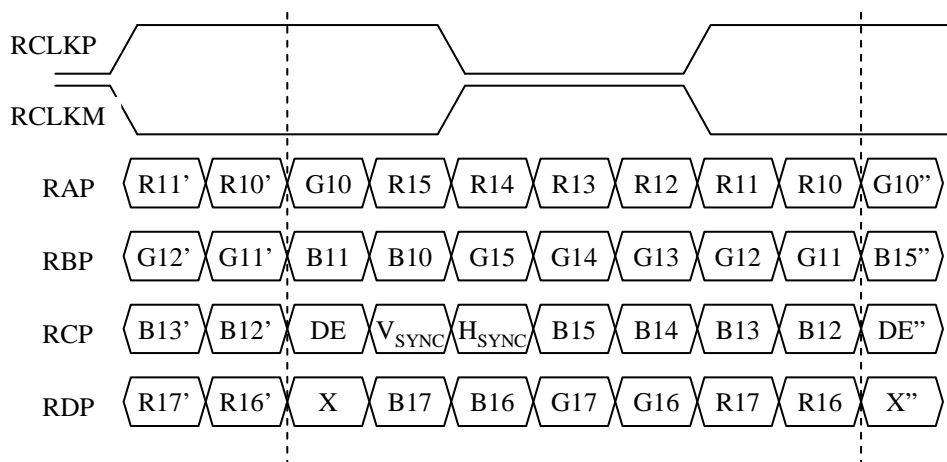 RCLKP
RCLKM
RAP R11’ R10’ G10 R15 R14 R13 R12 R11 R10 G10”
RBP G12’ G11’ B11 B10 G15 G14 G13 G12 G11 B15”
RCP B13’ B12’ DE VSYNC HSYNC B15 B14 B13 B12 DE”
RDP R17’ R16’ X B17 B16 G17 G16 R17 R16 X”